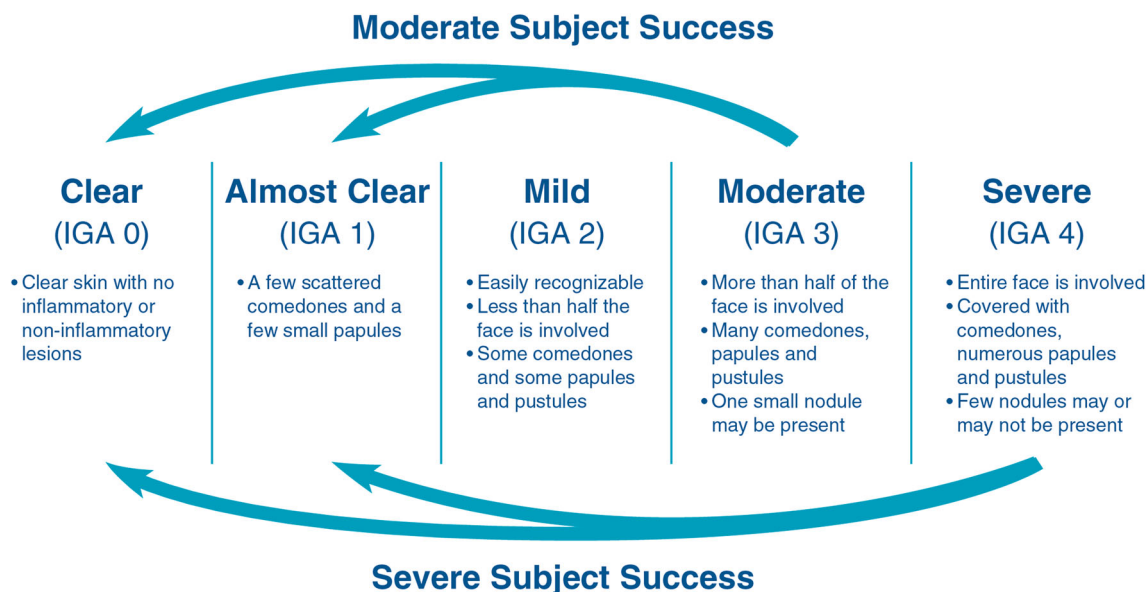 Moderate Subject Success
Clear
(IGA 0)
• Clear skin with no
inflammatory or
non-inflammatory
lesions
Almost Clear
(IGA 1)
• A few scattered
comedones and a
few small papules
Mild
(IGA 2)
• Easily recognizable
• Less than half the
face is involved
• Some comedones
and some papules
and pustules
Moderate
(IGA 3)
• More than half of the
face is involved
• Many comedones,
papules and
pustules
• One small nodule
may be present
Severe
(IGA 4)
• Entire face is involved
• Covered with
comedones,
numerous papules
and pustules
• Few nodules may or
may not be present
Severe Subject Success